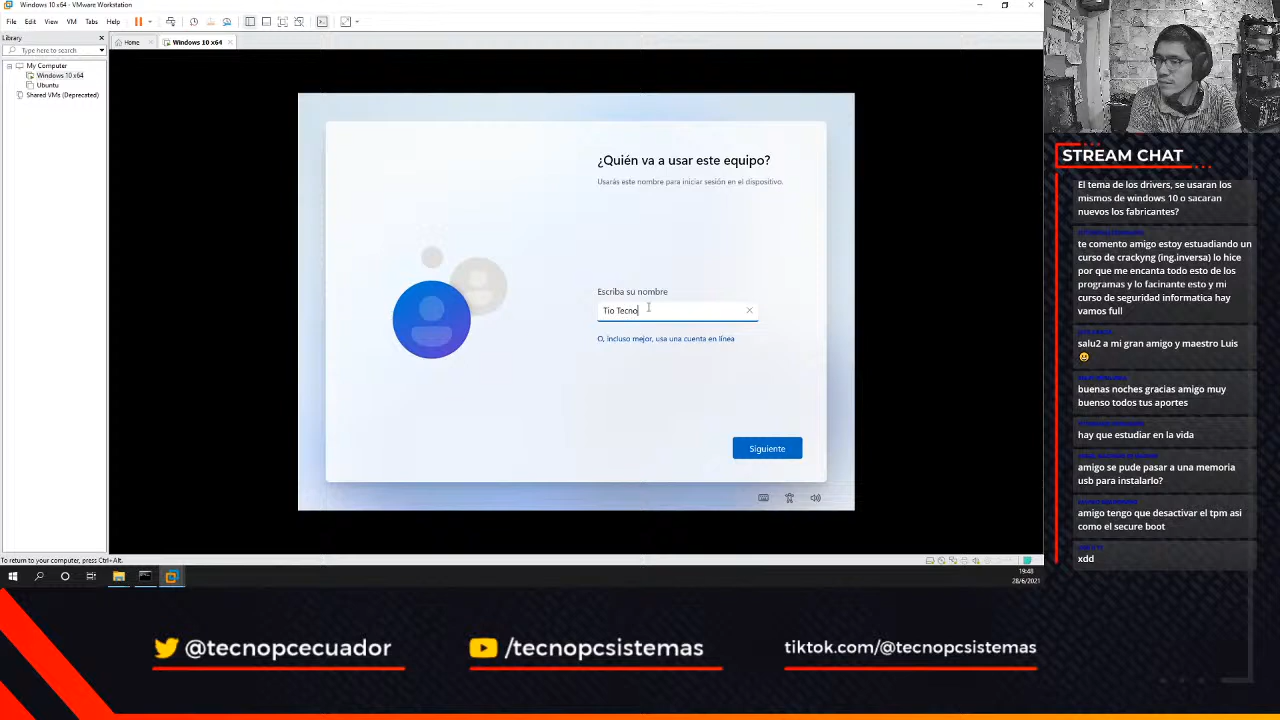 Windows 10 x64 - VMware Workstation
File Edit View VM Tabs Help
Library
Type here to search
My Computer
Windows 10 x64
Ubuntu
Shared VMs (Deprecated)
Home
Windows 10 x64
¿Quién va a usar este equipo?
Usarás este nombre para iniciar sesión en el dispositivo.
Escriba su nombre
Tio Tecno
O, incluso mejor, usa una cuenta en línea
Siguiente
To return to your computer, press Ctrl+Alt.
19:48
28/6/2021
STREAM CHAT
El tema de los drivers, se usaran los
mismos de windows 10 o sacaran
nuevos los fabricantes?
te comento amigo estoy estuadiando un
curso de crackyng (ing.inversa) lo hice
por que me encanta todo esto de los
programas y lo facinante esto y mi
curso de seguridad informatica hay
vamos full
salu2 a mi gran amigo y maestro Luis
buenas noches gracias amigo muy
buenso todos tus aportes
hay que estudiar en la vida
amigo se pude pasar a una memoria
usb para instalarlo?
amigo tengo que desactivar el tpm asi
como el secure boot
xdd
@tecnopcecuador
/tecnopcsistemas
tiktok.com/@tecnopcsistemas